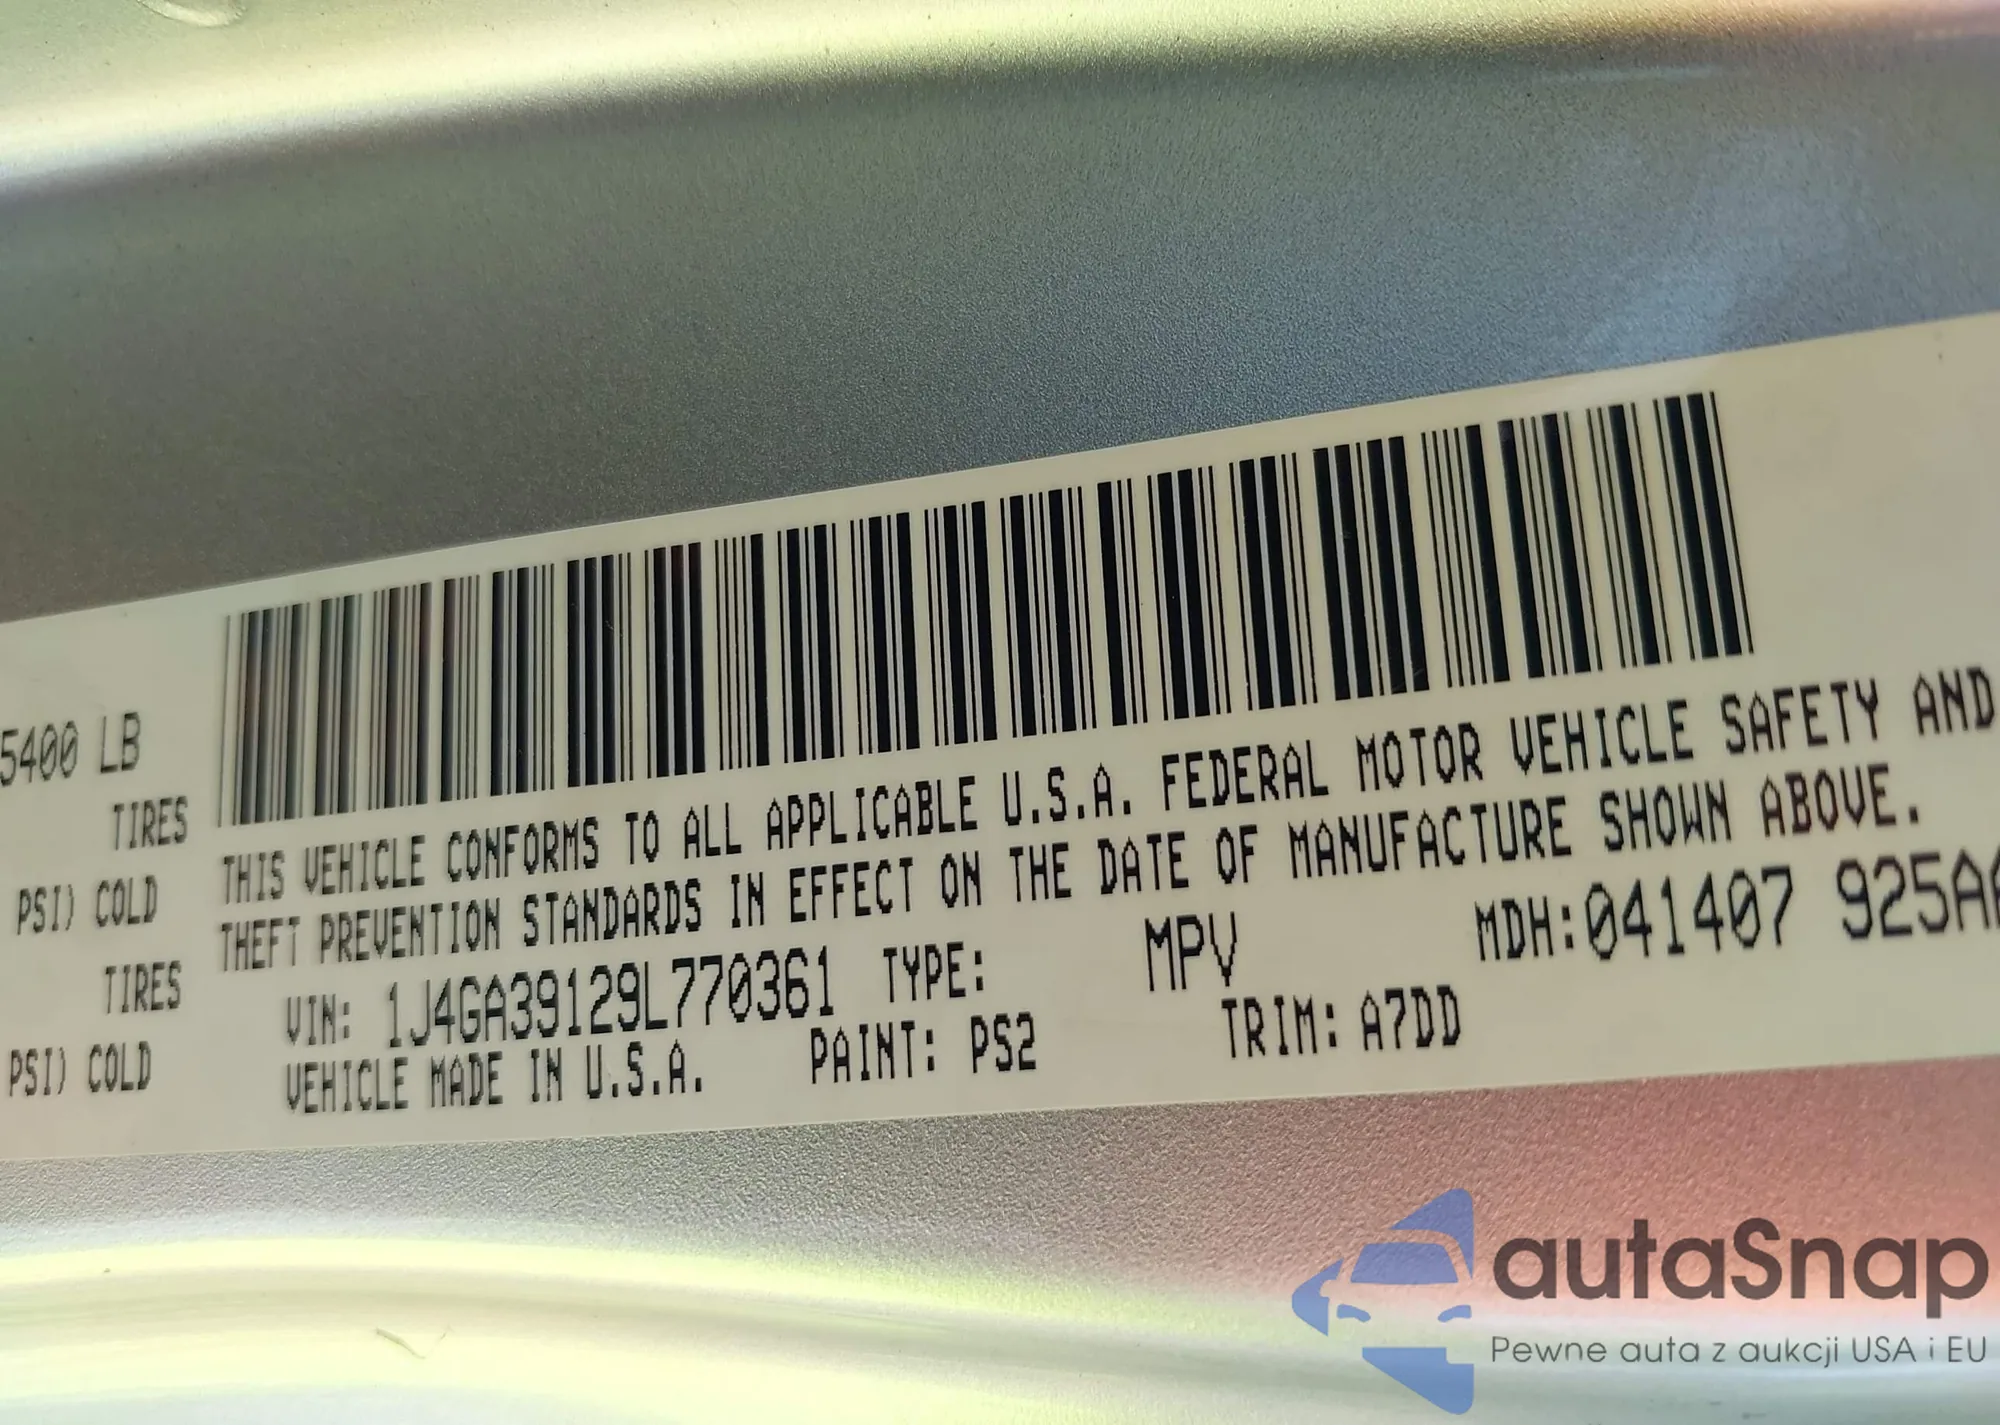 5400 LB
TIRES
PSI) COLD
TIRES
PSI) COLD
THIS VEHICLE CONFORMS TO ALL APPLICABLE U.S.A. FEDERAL MOTOR VEHICLE SAFETY AND
THEFT PREVENTION STANDARDS IN EFFECT ON THE DATE OF MANUFACTURE SHOWN ABOVE.
VIN: 1J4GA39129L770361 TYPE: MPV MDH:041407 925AA
VEHICLE MADE IN U.S.A. PAINT: PS2 TRIM: A7DD
autaSnap
Pewne auta z aukcji USA i EU